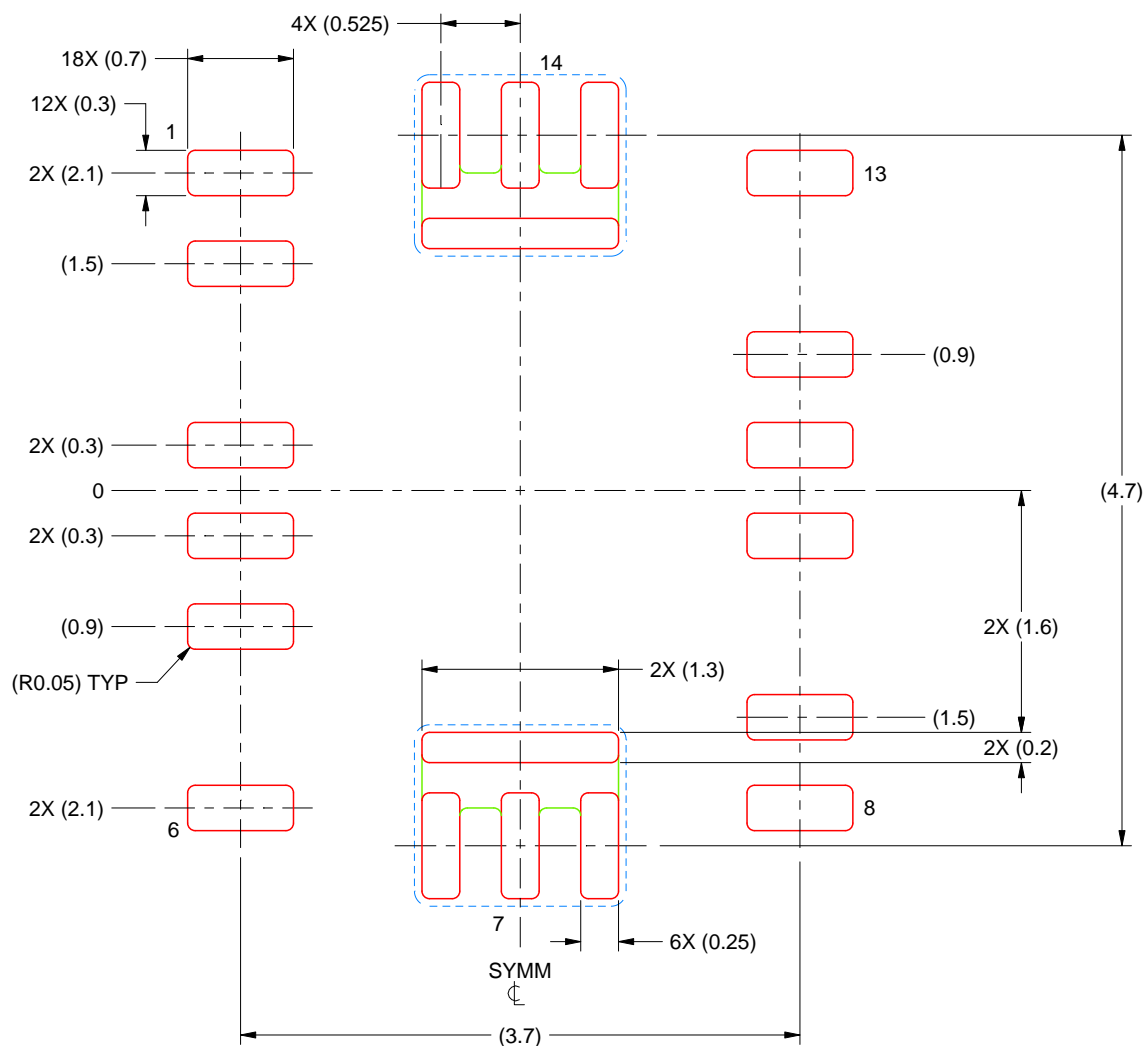 4X (0.525)
18X (0.7)
14
12X (0.3)
1
2X (2.1)
13
(1.5)
(0.9)
2X (0.3)
0
(4.7)
2X (0.3)
(0.9)
2X (1.6)
(R0.05) TYP
2X (1.3)
(1.5)
2X (0.2)
2X (2.1)
6
8
7
6X (0.25)
SYMM
℄
(3.7)